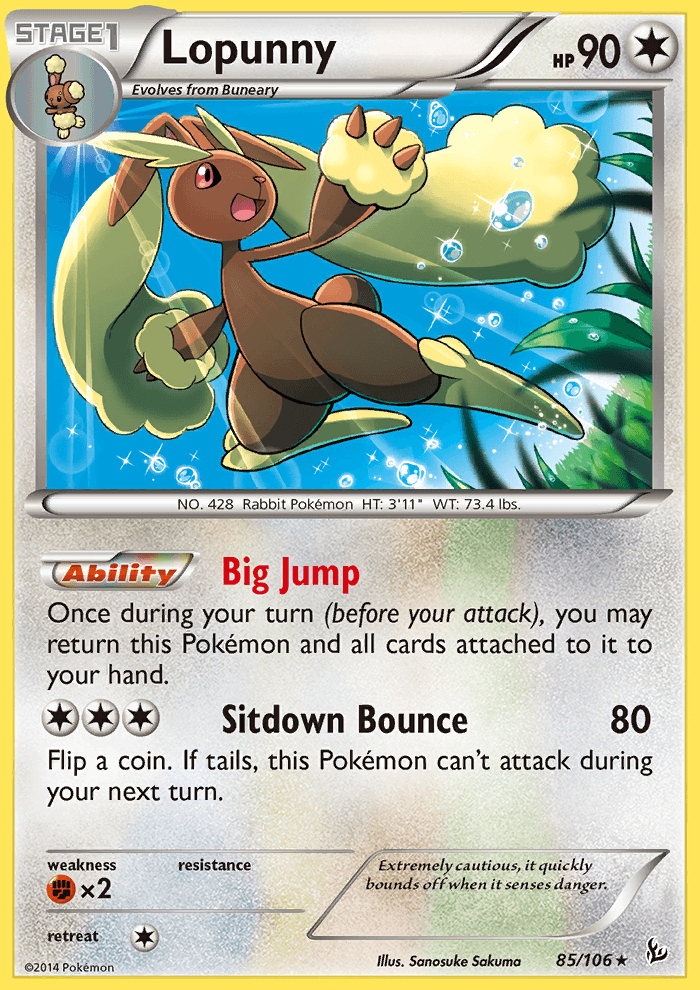 STAGE1
Lopunny
HP90
Evolves from Buneary
NO. 428 Rabbit Pokémon HT: 3'11" WT: 73.4 lbs.
Ability Big Jump
Once during your turn (before your attack), you may
return this Pokémon and all cards attached to it to
your hand.
Sitdown Bounce 80
Flip a coin. If tails, this Pokémon can't attack during
your next turn.
weakness resistance
×2
Extremely cautious, it quickly
bounds off when it senses danger.
retreat
Illus. Sanosuke Sakuma 85/106★
©2014 Pokémon